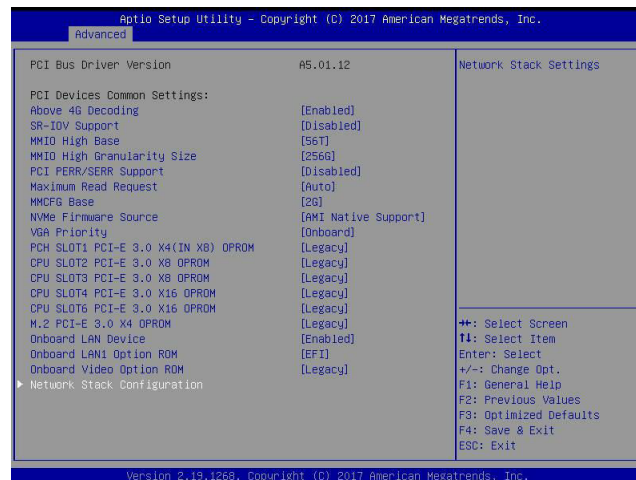 Aptio Setup Utility – Copyright (C) 2017 American Megatrends, Inc.
Advanced
PCI Bus Driver Version A5.01.12
PCI Devices Common Settings:
Above 4G Decoding [Enabled]
SR-IOV Support [Disabled]
MMIO High Base [56T]
MMIO High Granularity Size [256G]
PCI PERR/SERR Support [Disabled]
Maximum Read Request [Auto]
MMCFG Base [2G]
NVMe Firmware Source [AMI Native Support]
VGA Priority [Onboard]
PCH SLOT1 PCI-E 3.0 X4(IN X8) OPROM [Legacy]
CPU SLOT2 PCI-E 3.0 X8 OPROM [Legacy]
CPU SLOT3 PCI-E 3.0 X8 OPROM [Legacy]
CPU SLOT4 PCI-E 3.0 X16 OPROM [Legacy]
CPU SLOT6 PCI-E 3.0 X16 OPROM [Legacy]
M.2 PCI-E 3.0 X4 OPROM [Legacy]
Onboard LAN Device [Enabled]
Onboard LAN1 Option ROM [EFI]
Onboard Video Option ROM [Legacy]
Network Stack Configuration
Network Stack Settings
→←: Select Screen
↑↓: Select Item
Enter: Select
+/-: Change Opt.
F1: General Help
F2: Previous Values
F3: Optimized Defaults
F4: Save & Exit
ESC: Exit
Version 2.19.1268. Copyright (C) 2017 American Megatrends, Inc.